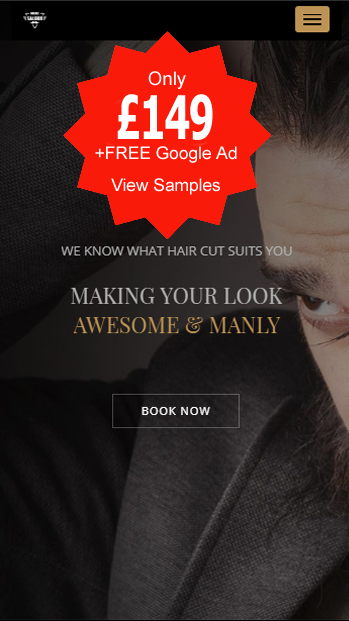 Only
£149
+FREE Google Ad
View Samples
WE KNOW WHAT HAIR CUT SUITS YOU
MAKING YOUR LOOK
AWESOME & MANLY
BOOK NOW